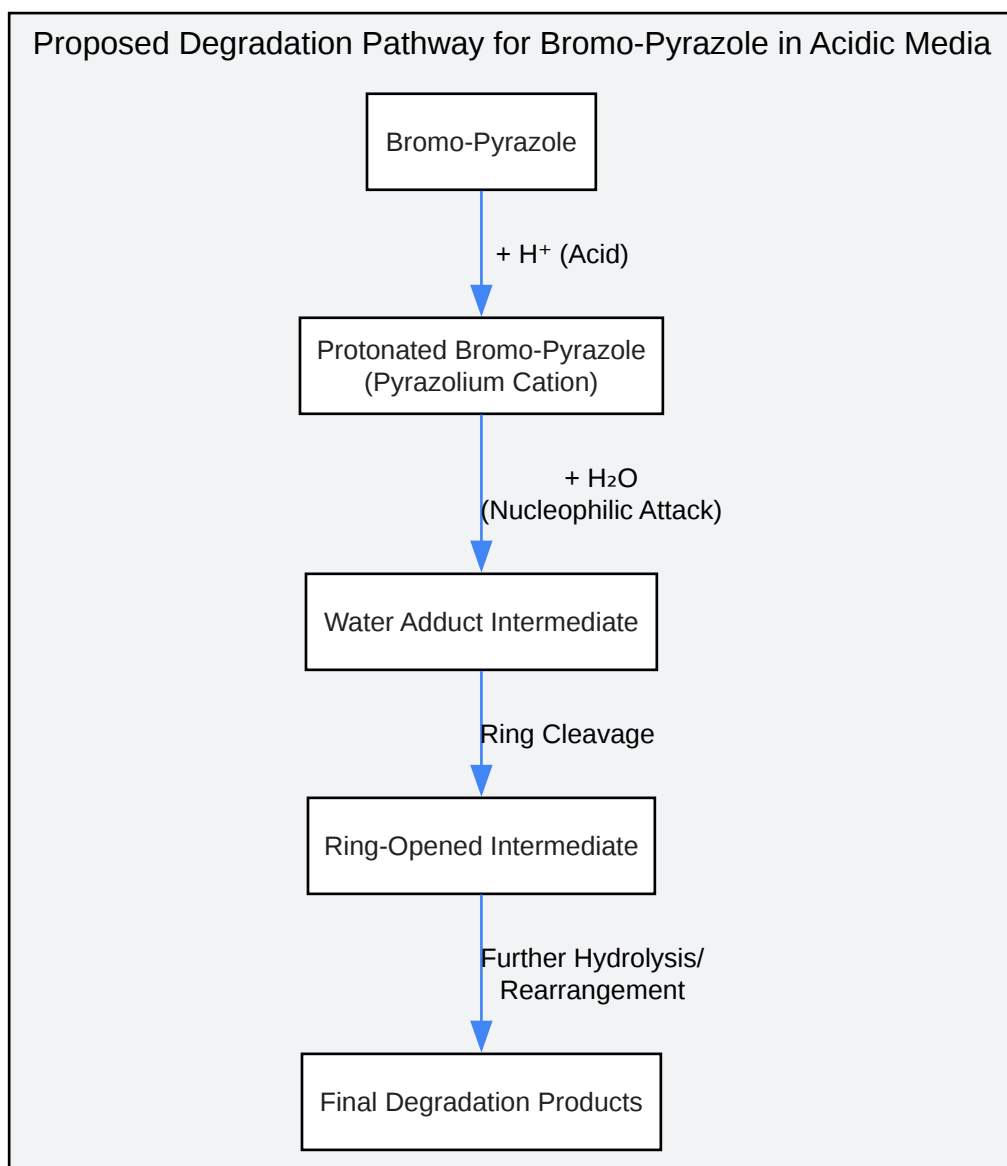 Proposed Degradation Pathway for Bromo-Pyrazole in Acidic Media
Bromo-Pyrazole
+ H⁺ (Acid)
Protonated Bromo-Pyrazole
(Pyrazolium Cation)
+ H₂O
(Nucleophilic Attack)
Water Adduct Intermediate
Ring Cleavage
Ring-Opened Intermediate
Further Hydrolysis/
Rearrangement
Final Degradation Products